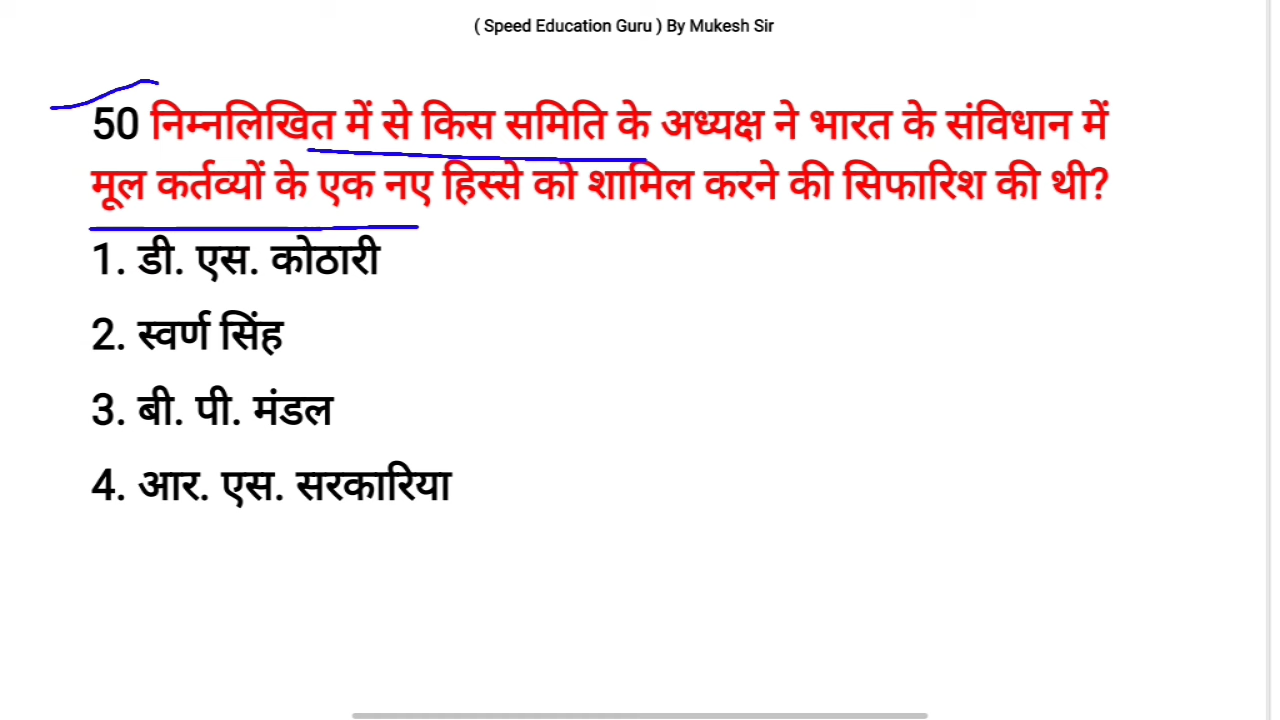 ( Speed Education Guru ) By Mukesh Sir
50 निम्नलिखित में से किस समिति के अध्यक्ष ने भारत के संविधान में
मूल कर्तव्यों के एक नए हिस्से को शामिल करने की सिफारिश की थी?
1. डी. एस. कोठारी
2. स्वर्ण सिंह
3. बी. पी. मंडल
4. आर. एस. सरकारिया